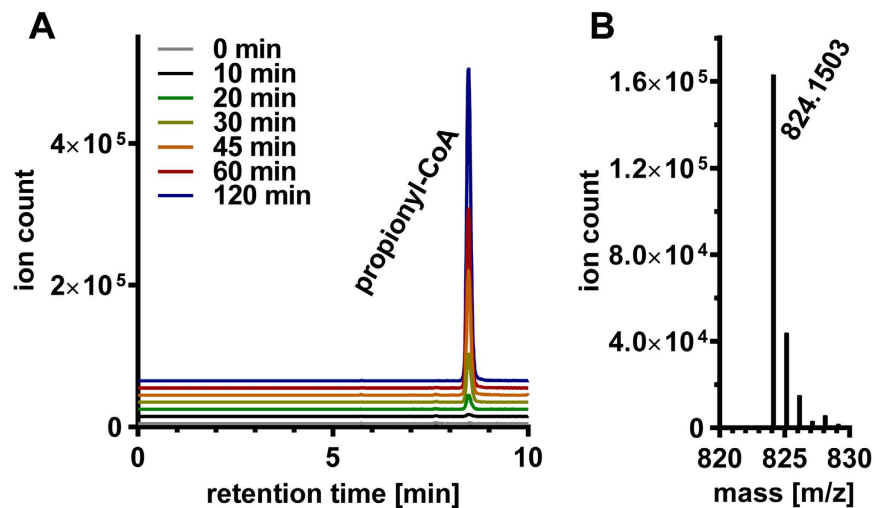 A
0 min
10 min
20 min
30 min
45 min
60 min
120 min
propionyl-CoA
ion count
4×10⁵
2×10⁵
0
0
5
10
retention time [min]
B
824.1503
ion count
1.6×10⁵
1.2×10⁵
8.0×10⁴
4.0×10⁴
0
820
825
830
mass [m/z]